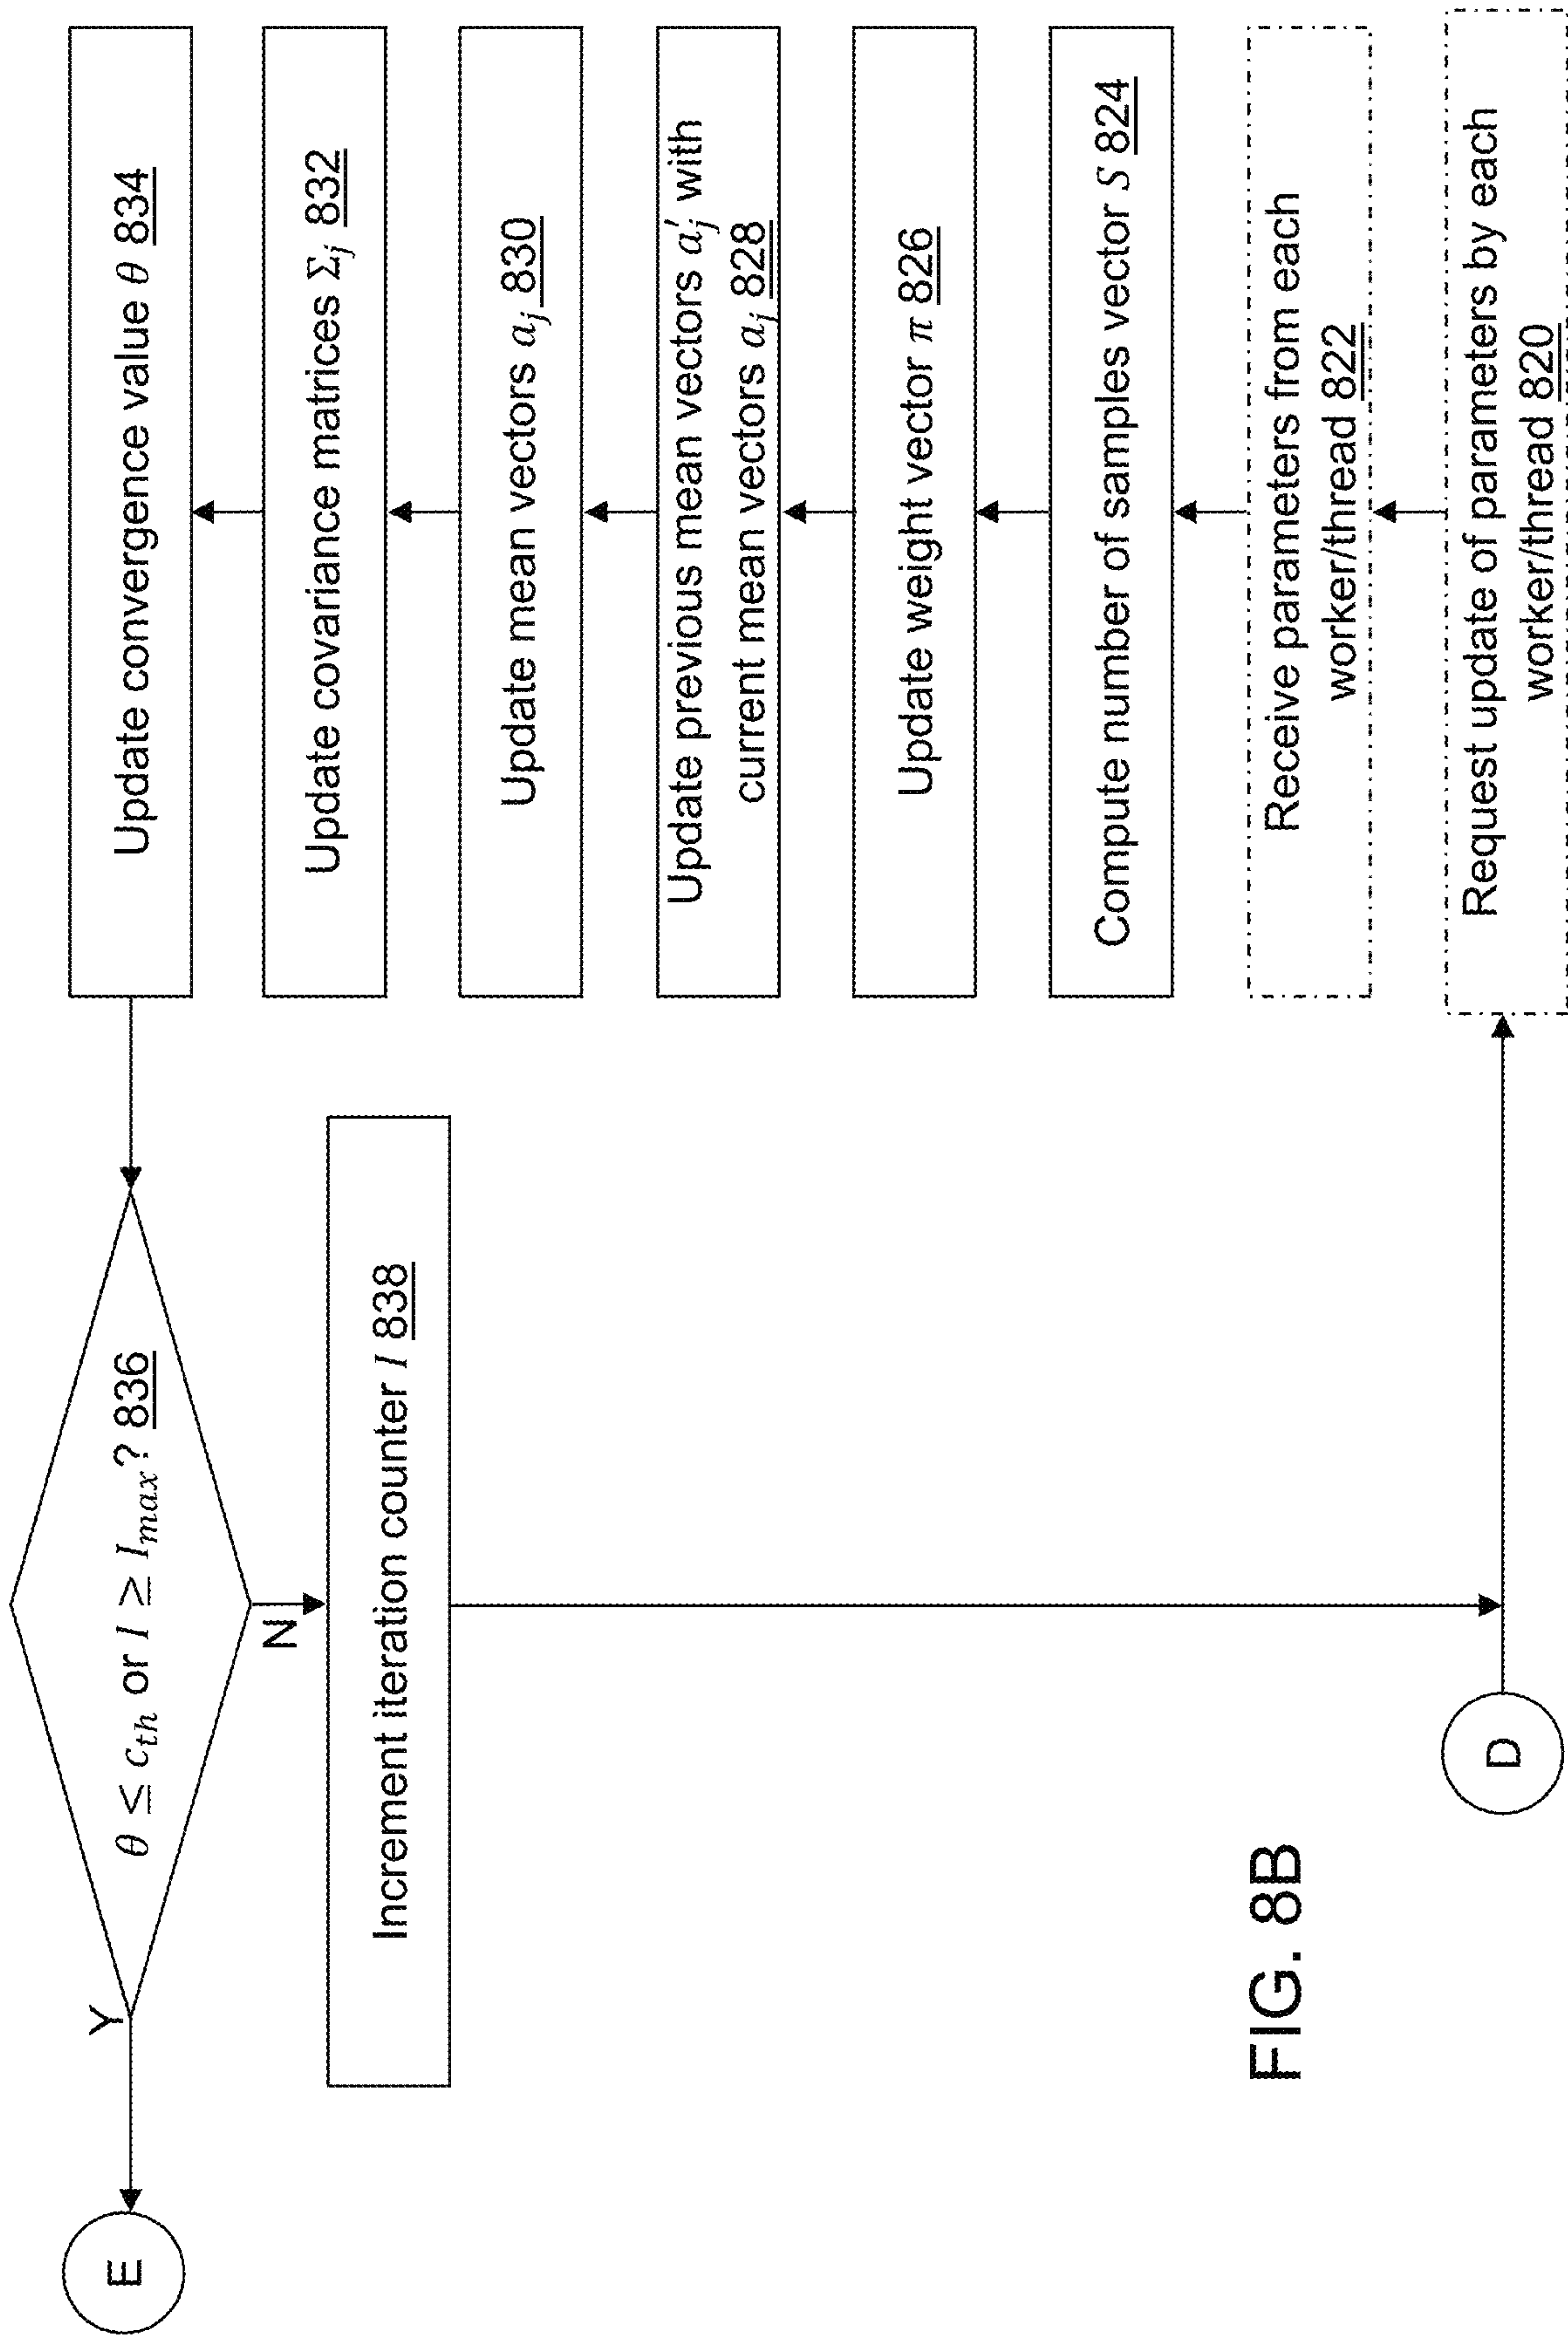 D
Request update of parameters by each
worker/thread 820
Receive parameters from each
worker/thread 822
Compute number of samples vector S 824
Update weight vector π 826
Update previous mean vectors a′j with
current mean vectors aj 828
Update mean vectors aj 830
Update covariance matrices Σj 832
Update convergence value θ 834
θ ≤ cth or I ≥ Imax? 836
Y
N
E
Increment iteration counter I 838
FIG. 8B